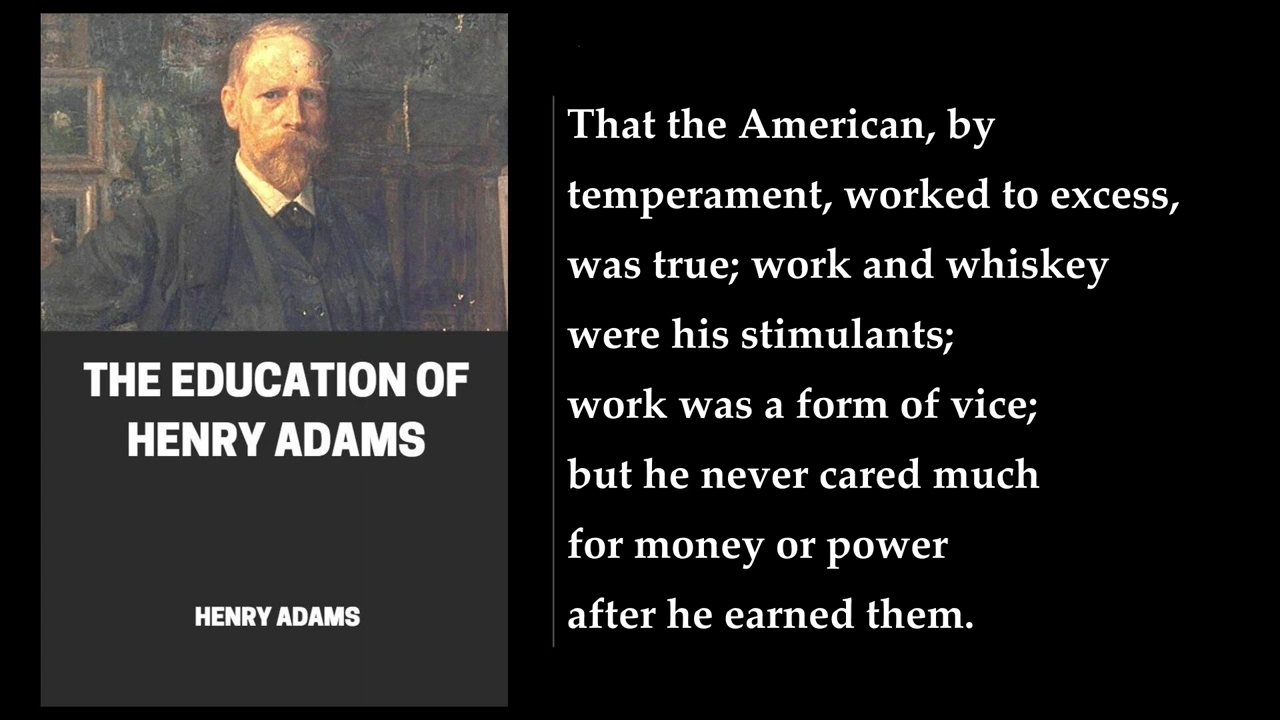 THE EDUCATION OF
HENRY ADAMS
HENRY ADAMS
That the American, by
temperament, worked to excess,
was true; work and whiskey
were his stimulants;
work was a form of vice;
but he never cared much
for money or power
after he earned them.